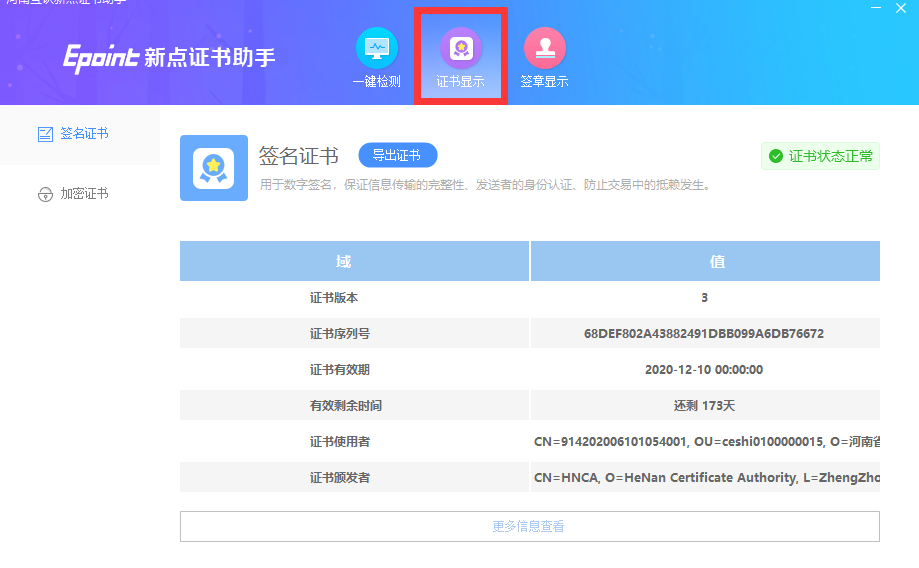 Epoint 新点证书助手
一键检测
证书显示
签章显示
签名证书
加密证书
签名证书
导出证书
证书状态正常
用于数字签名，保证信息传输的完整性、发送者的身份认证、防止交易中的抵赖发生。
域 值
证书版本 3
证书序列号 68DEF802A43882491DBB099A6DB76672
证书有效期 2020-12-10 00:00:00
有效剩余时间 还剩 173天
证书使用者 CN=914202006101054001, OU=ceshi0100000015, O=河南省
证书颁发者 CN=HNCA, O=HeNan Certificate Authority, L=ZhengZho
更多信息查看